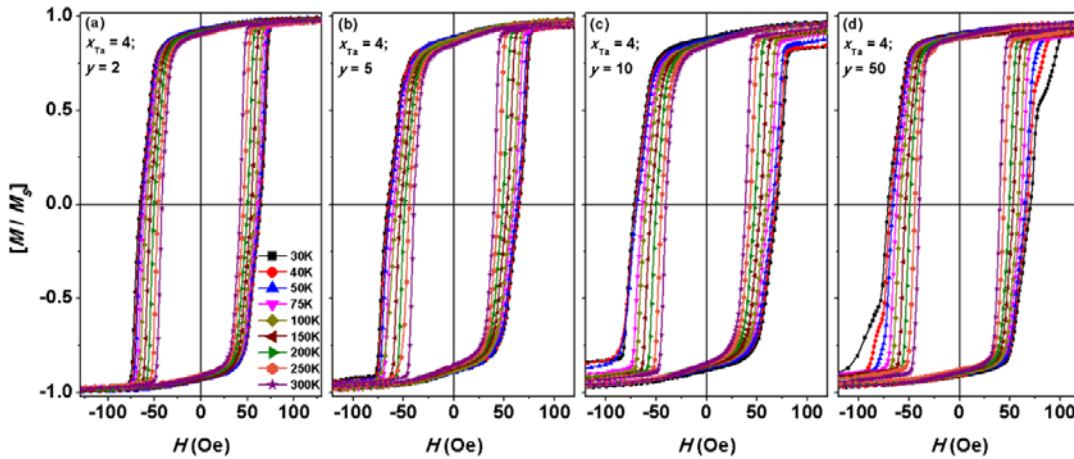 (a)
x_Ta = 4;
y = 2
(b)
x_Ta = 4;
y = 5
(c)
x_Ta = 4;
y = 10
(d)
x_Ta = 4;
y = 50
1.0
0.5
0.0
-0.5
-1.0
[M / M_s]
30K
40K
50K
75K
100K
150K
200K
250K
300K
-100 -50 0 50 100
-100 -50 0 50 100
-100 -50 0 50 100
-100 -50 0 50 100
H (Oe)
H (Oe)
H (Oe)
H (Oe)